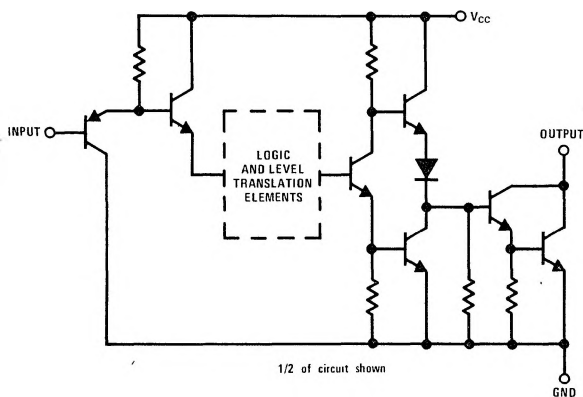 Vcc
INPUT
LOGIC
AND LEVEL
TRANSLATION
ELEMENTS
OUTPUT
1/2 of circuit shown
GND